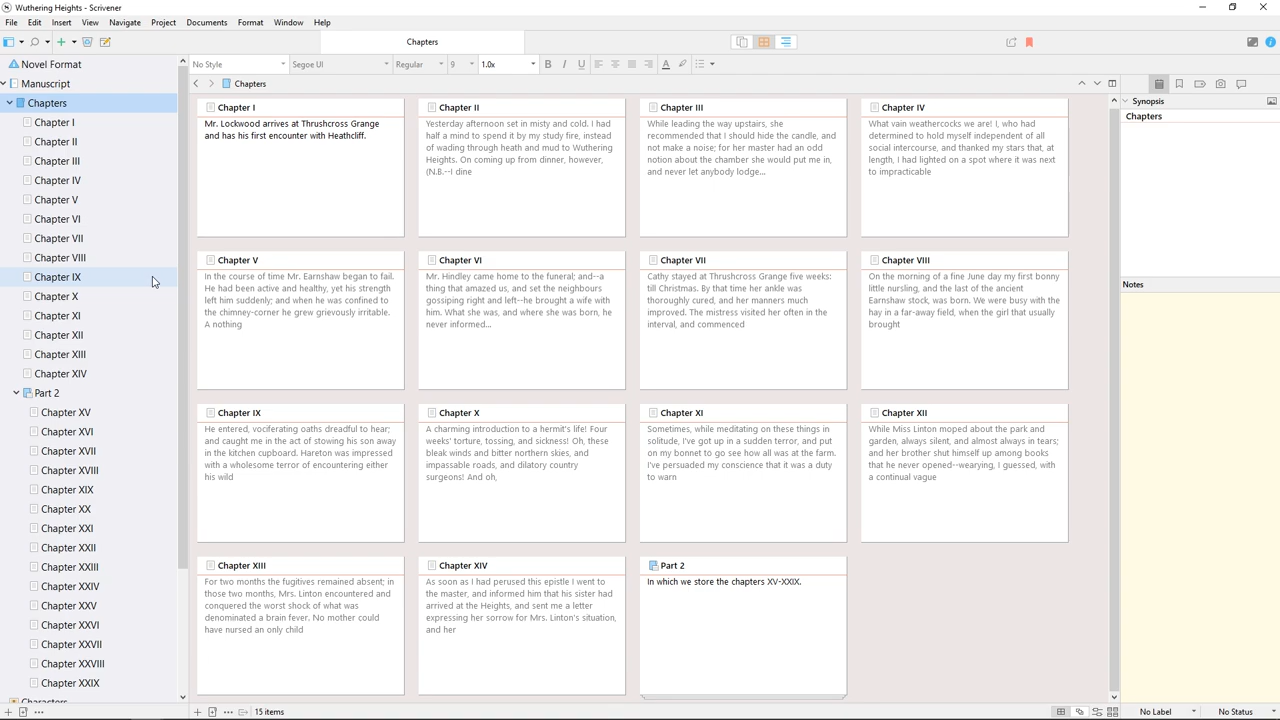 Wuthering Heights - Scrivener
File Edit Insert View Navigate Project Documents Format Window Help
Chapters
No Style Segoe UI Regular 9 1.0x B I U A
Novel Format
Manuscript
Chapters
Chapter I
Chapter II
Chapter III
Chapter IV
Chapter V
Chapter VI
Chapter VII
Chapter VIII
Chapter IX
Chapter X
Chapter XI
Chapter XII
Chapter XIII
Chapter XIV
Part 2
Chapter XV
Chapter XVI
Chapter XVII
Chapter XVIII
Chapter XIX
Chapter XX
Chapter XXI
Chapter XXII
Chapter XXIII
Chapter XXIV
Chapter XXV
Chapter XXVI
Chapter XXVII
Chapter XXVIII
Chapter XXIX
Characters
Chapters
Chapter I
Mr. Lockwood arrives at Thrushcross Grange
and has his first encounter with Heathcliff.
Chapter II
Yesterday afternoon set in misty and cold. I had
half a mind to spend it by my study fire, instead
of wading through heath and mud to Wuthering
Heights. On coming up from dinner, however,
(N.B.--I dine
Chapter III
While leading the way upstairs, she
recommended that I should hide the candle, and
not make a noise; for her master had an odd
notion about the chamber she would put me in,
and never let anybody lodge...
Chapter IV
What vain weathercocks we are! I, who had
determined to hold myself independent of all
social intercourse, and thanked my stars that, at
length, I had lighted on a spot where it was next
to impracticable
Chapter V
In the course of time Mr. Earnshaw began to fail.
He had been active and healthy, yet his strength
left him suddenly; and when he was confined to
the chimney-corner he grew grievously irritable.
A nothing
Chapter VI
Mr. Hindley came home to the funeral; and--a
thing that amazed us, and set the neighbours
gossiping right and left--he brought a wife with
him. What she was, and where she was born, he
never informed...
Chapter VII
Cathy stayed at Thrushcross Grange five weeks:
till Christmas. By that time her ankle was
thoroughly cured, and her manners much
improved. The mistress visited her often in the
interval, and commenced
Chapter VIII
On the morning of a fine June day my first bonny
little nursling, and the last of the ancient
Earnshaw stock, was born. We were busy with the
hay in a far-away field, when the girl that usually
brought
Chapter IX
He entered, vociferating oaths dreadful to hear;
and caught me in the act of stowing his son away
in the kitchen cupboard. Hareton was impressed
with a wholesome terror of encountering either
his wild
Chapter X
A charming introduction to a hermit's life! Four
weeks' torture, tossing, and sickness! Oh, these
bleak winds and bitter northern skies, and
impassable roads, and dilatory country
surgeons! And oh,
Chapter XI
Sometimes, while meditating on these things in
solitude, I've got up in a sudden terror, and put
on my bonnet to go see how all was at the farm.
I've persuaded my conscience that it was a duty
to warn
Chapter XII
While Miss Linton moped about the park and
garden, always silent, and almost always in tears;
and her brother shut himself up among books
that he never opened--wearying, I guessed, with
a continual vague
Chapter XIII
For two months the fugitives remained absent; in
those two months, Mrs. Linton encountered and
conquered the worst shock of what was
denominated a brain fever. No mother could
have nursed an only child
Chapter XIV
As soon as I had perused this epistle I went to
the master, and informed him that his sister had
arrived at the Heights, and sent me a letter
expressing her sorrow for Mrs. Linton's situation,
and her
Part 2
In which we store the chapters XV-XXIX.
15 items
Synopsis
Chapters
Notes
No Label No Status